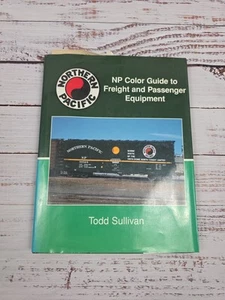 NORTHERN
PACIFIC
NP Color Guide to
Freight and Passenger
Equipment
NORTHERN PACIFIC
Todd Sullivan